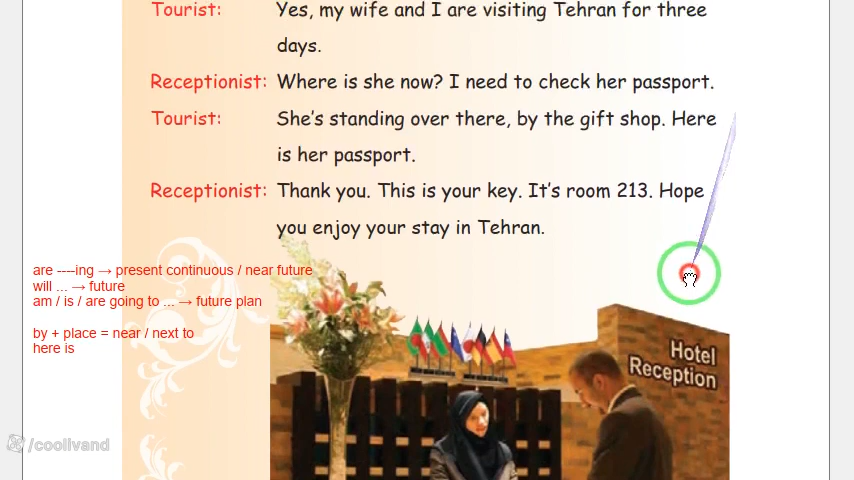 Tourist: Yes, my wife and I are visiting Tehran for three
days.
Receptionist: Where is she now? I need to check her passport.
Tourist: She's standing over there, by the gift shop. Here
is her passport.
Receptionist: Thank you. This is your key. It's room 213. Hope
you enjoy your stay in Tehran.
are ----ing → present continuous / near future
will ... → future
am / is / are going to ... → future plan
by + place = near / next to
here is
Hotel
Reception
/coolivand